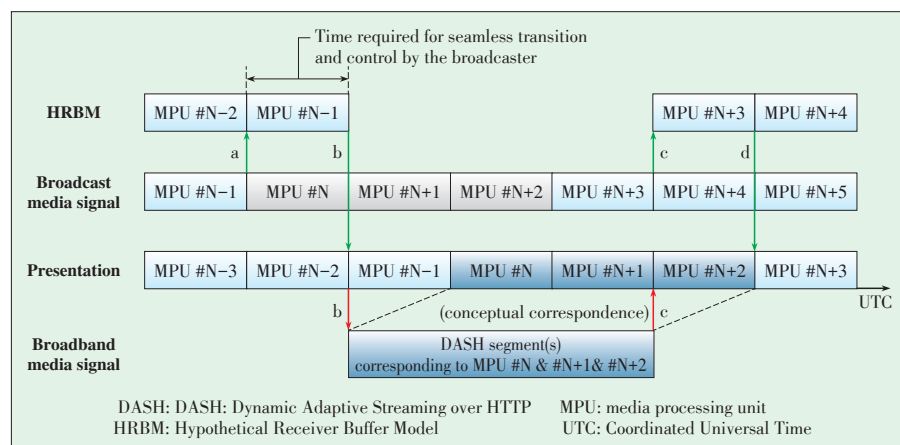 Time required for seamless transition
and control by the broadcaster
HRBM
MPU #N−2
MPU #N−1
MPU #N+3
MPU #N+4
a
b
c
d
Broadcast
media signal
MPU #N−1
MPU #N
MPU #N+1
MPU #N+2
MPU #N+3
MPU #N+4
MPU #N+5
Presentation
MPU #N−3
MPU #N−2
MPU #N−1
MPU #N
MPU #N+1
MPU #N+2
MPU #N+3
UTC
b
(conceptual correspondence)
c
Broadband
media signal
DASH segment(s)
corresponding to MPU #N & #N+1& #N+2
DASH: DASH: Dynamic Adaptive Streaming over HTTP
MPU: media processing unit
HRBM: Hypothetical Receiver Buffer Model
UTC: Coordinated Universal Time